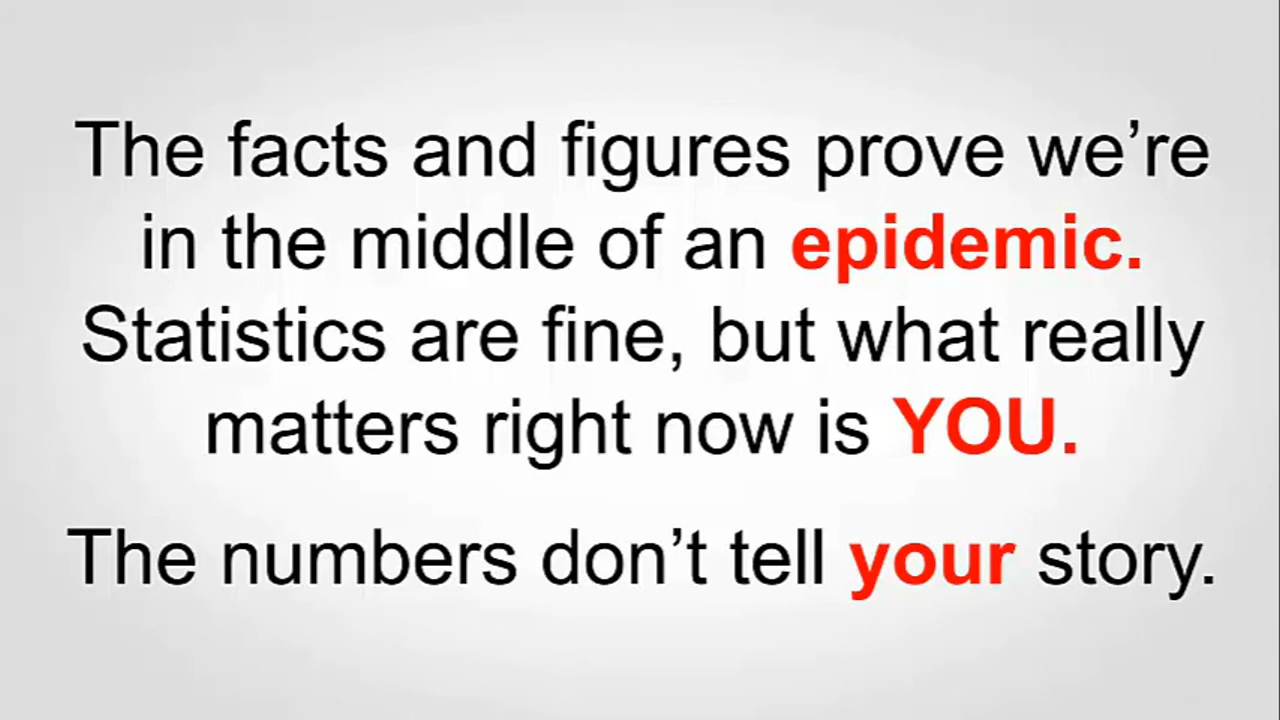 The facts and figures prove we’re
in the middle of an epidemic.
Statistics are fine, but what really
matters right now is YOU.
The numbers don’t tell your story.